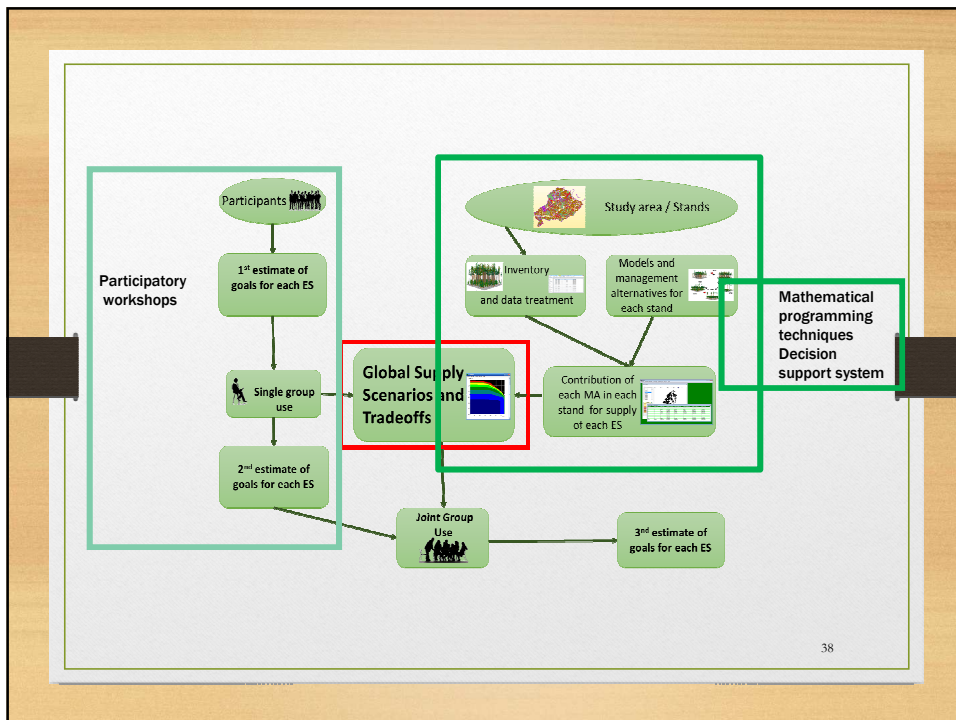 Participatory
workshops
Participants
1st estimate of
goals for each ES
Single group
use
2nd estimate of
goals for each ES
Global Supply
Scenarios and
Tradeoffs
Study area / Stands
Inventory
and data treatment
Models and
management
alternatives for
each stand
Contribution of
each MA in each
stand for supply
of each ES
Mathematical
programming
techniques
Decision
support system
Joint Group
Use
3nd estimate of
goals for each ES
38